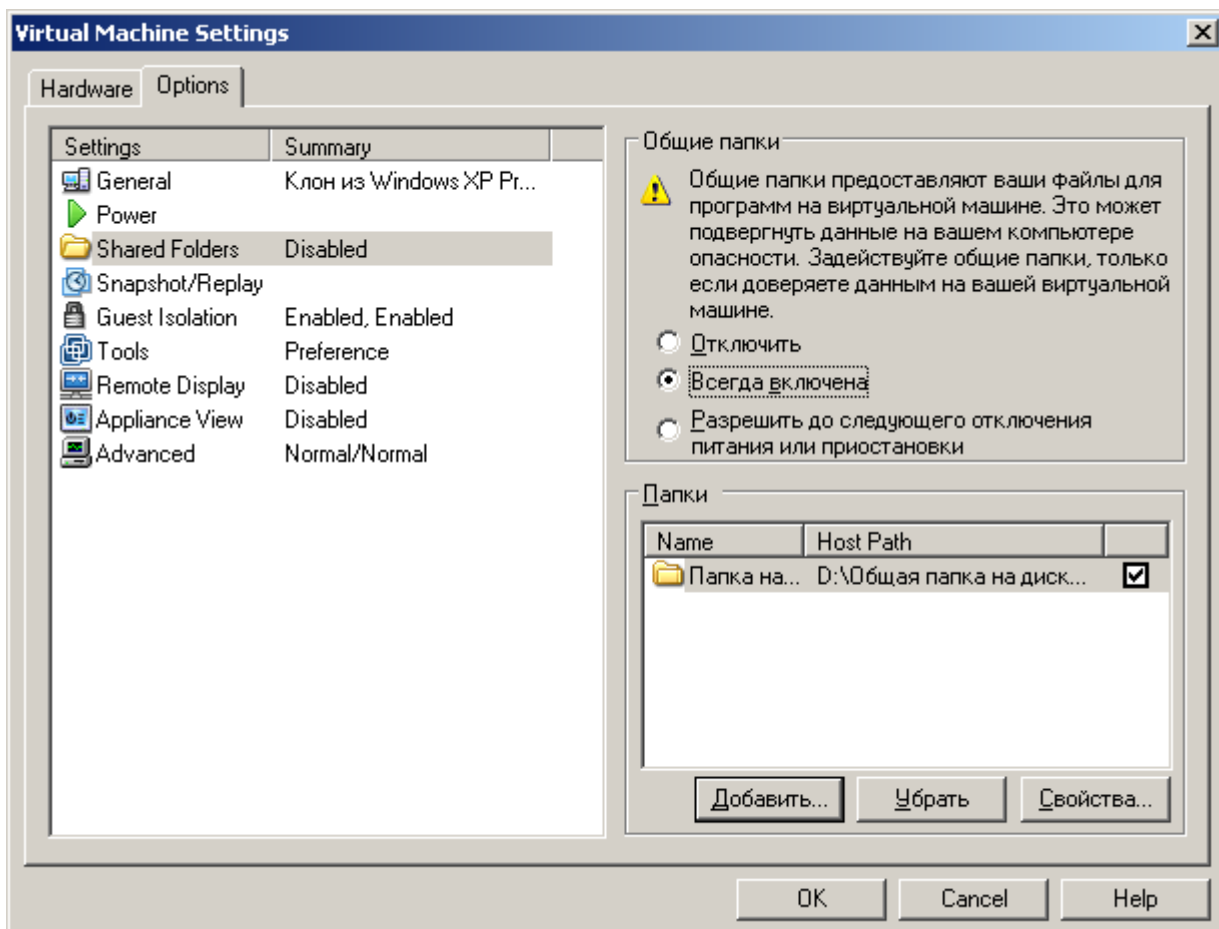 Virtual Machine Settings
Hardware
Options
Settings Summary
General Клон из Windows XP Pr...
Power
Shared Folders Disabled
Snapshot/Replay
Guest Isolation Enabled, Enabled
Tools Preference
Remote Display Disabled
Appliance View Disabled
Advanced Normal/Normal
Общие папки
Общие папки предоставляют ваши файлы для
программ на виртуальной машине. Это может
подвергнуть данные на вашем компьютере
опасности. Задействуйте общие папки, только
если доверяете данным на вашей виртуальной
машине.
Отключить
Всегда включена
Разрешить до следующего отключения
питания или приостановки
Папки
Name Host Path
Папка на... D:\Общая папка на диск...
Добавить... Убрать Свойства...
OK Cancel Help